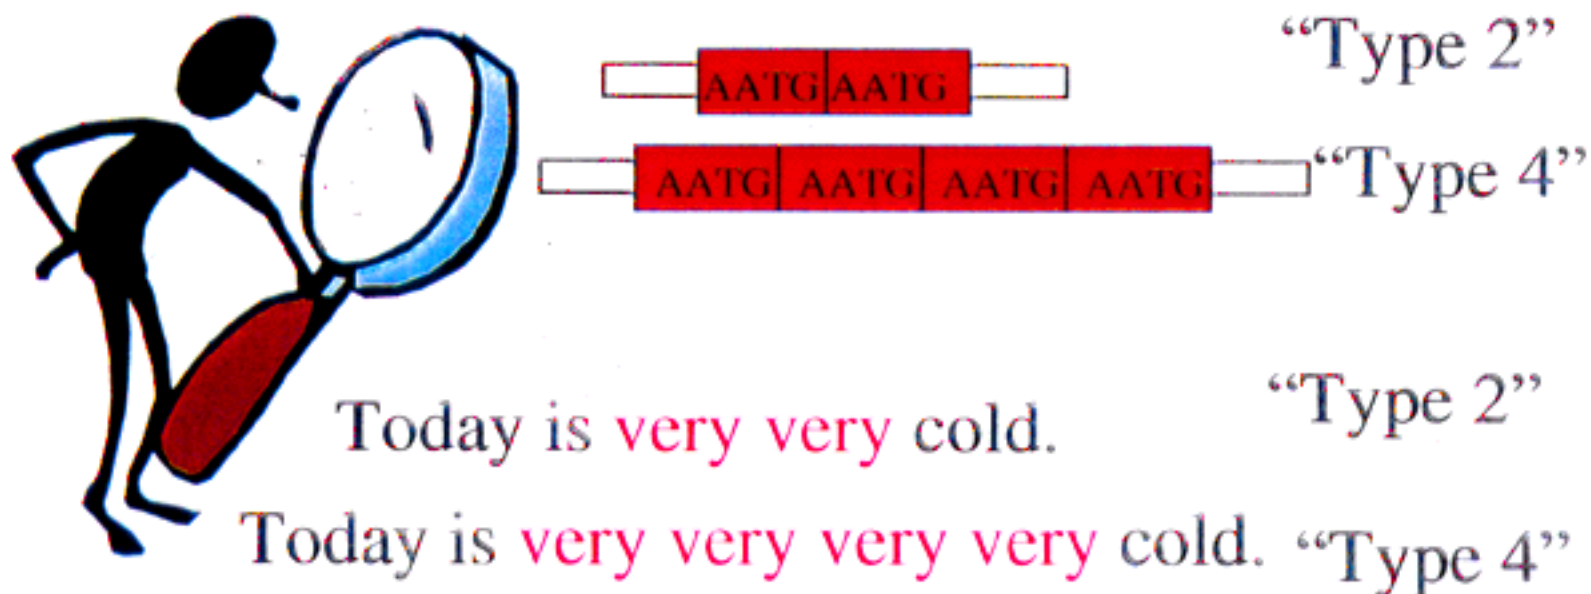 AATG AATG “Type 2”
AATG AATG AATG AATG “Type 4”
Today is very very cold. “Type 2”
Today is very very very very cold. “Type 4”